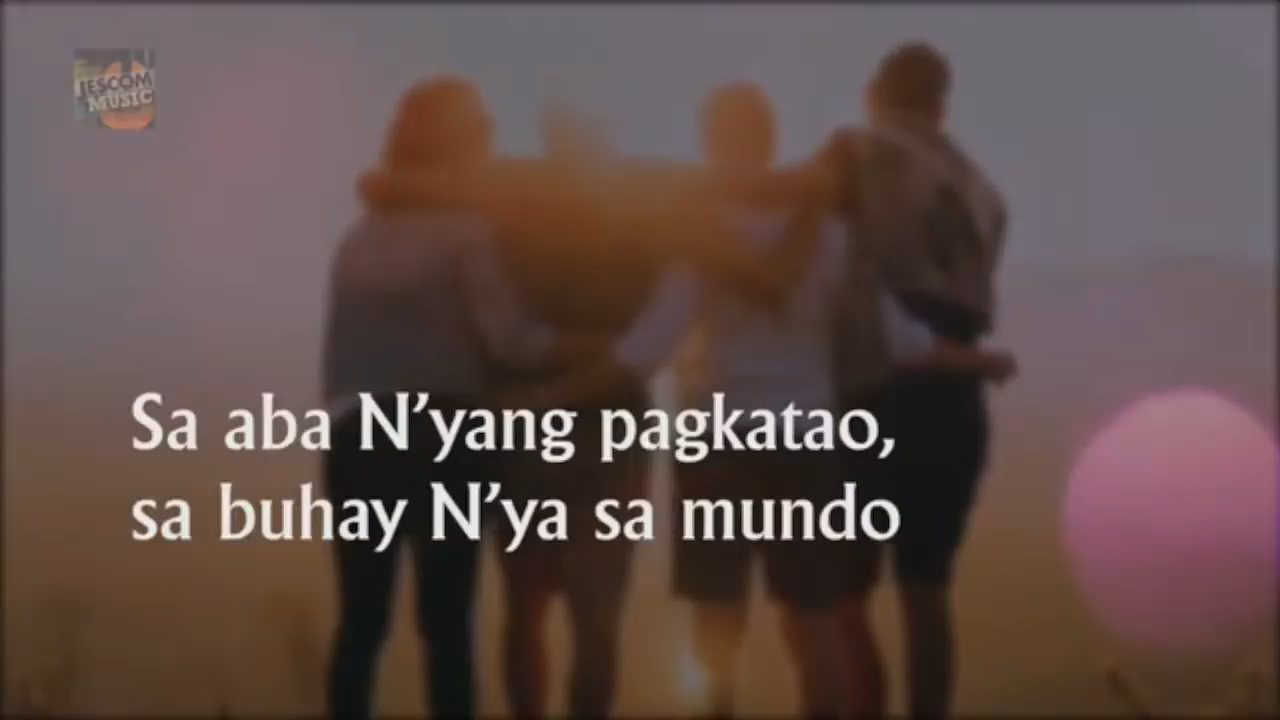 JESCOM
MUSIC
Sa aba N’yang pagkatao,
sa buhay N’ya sa mundo